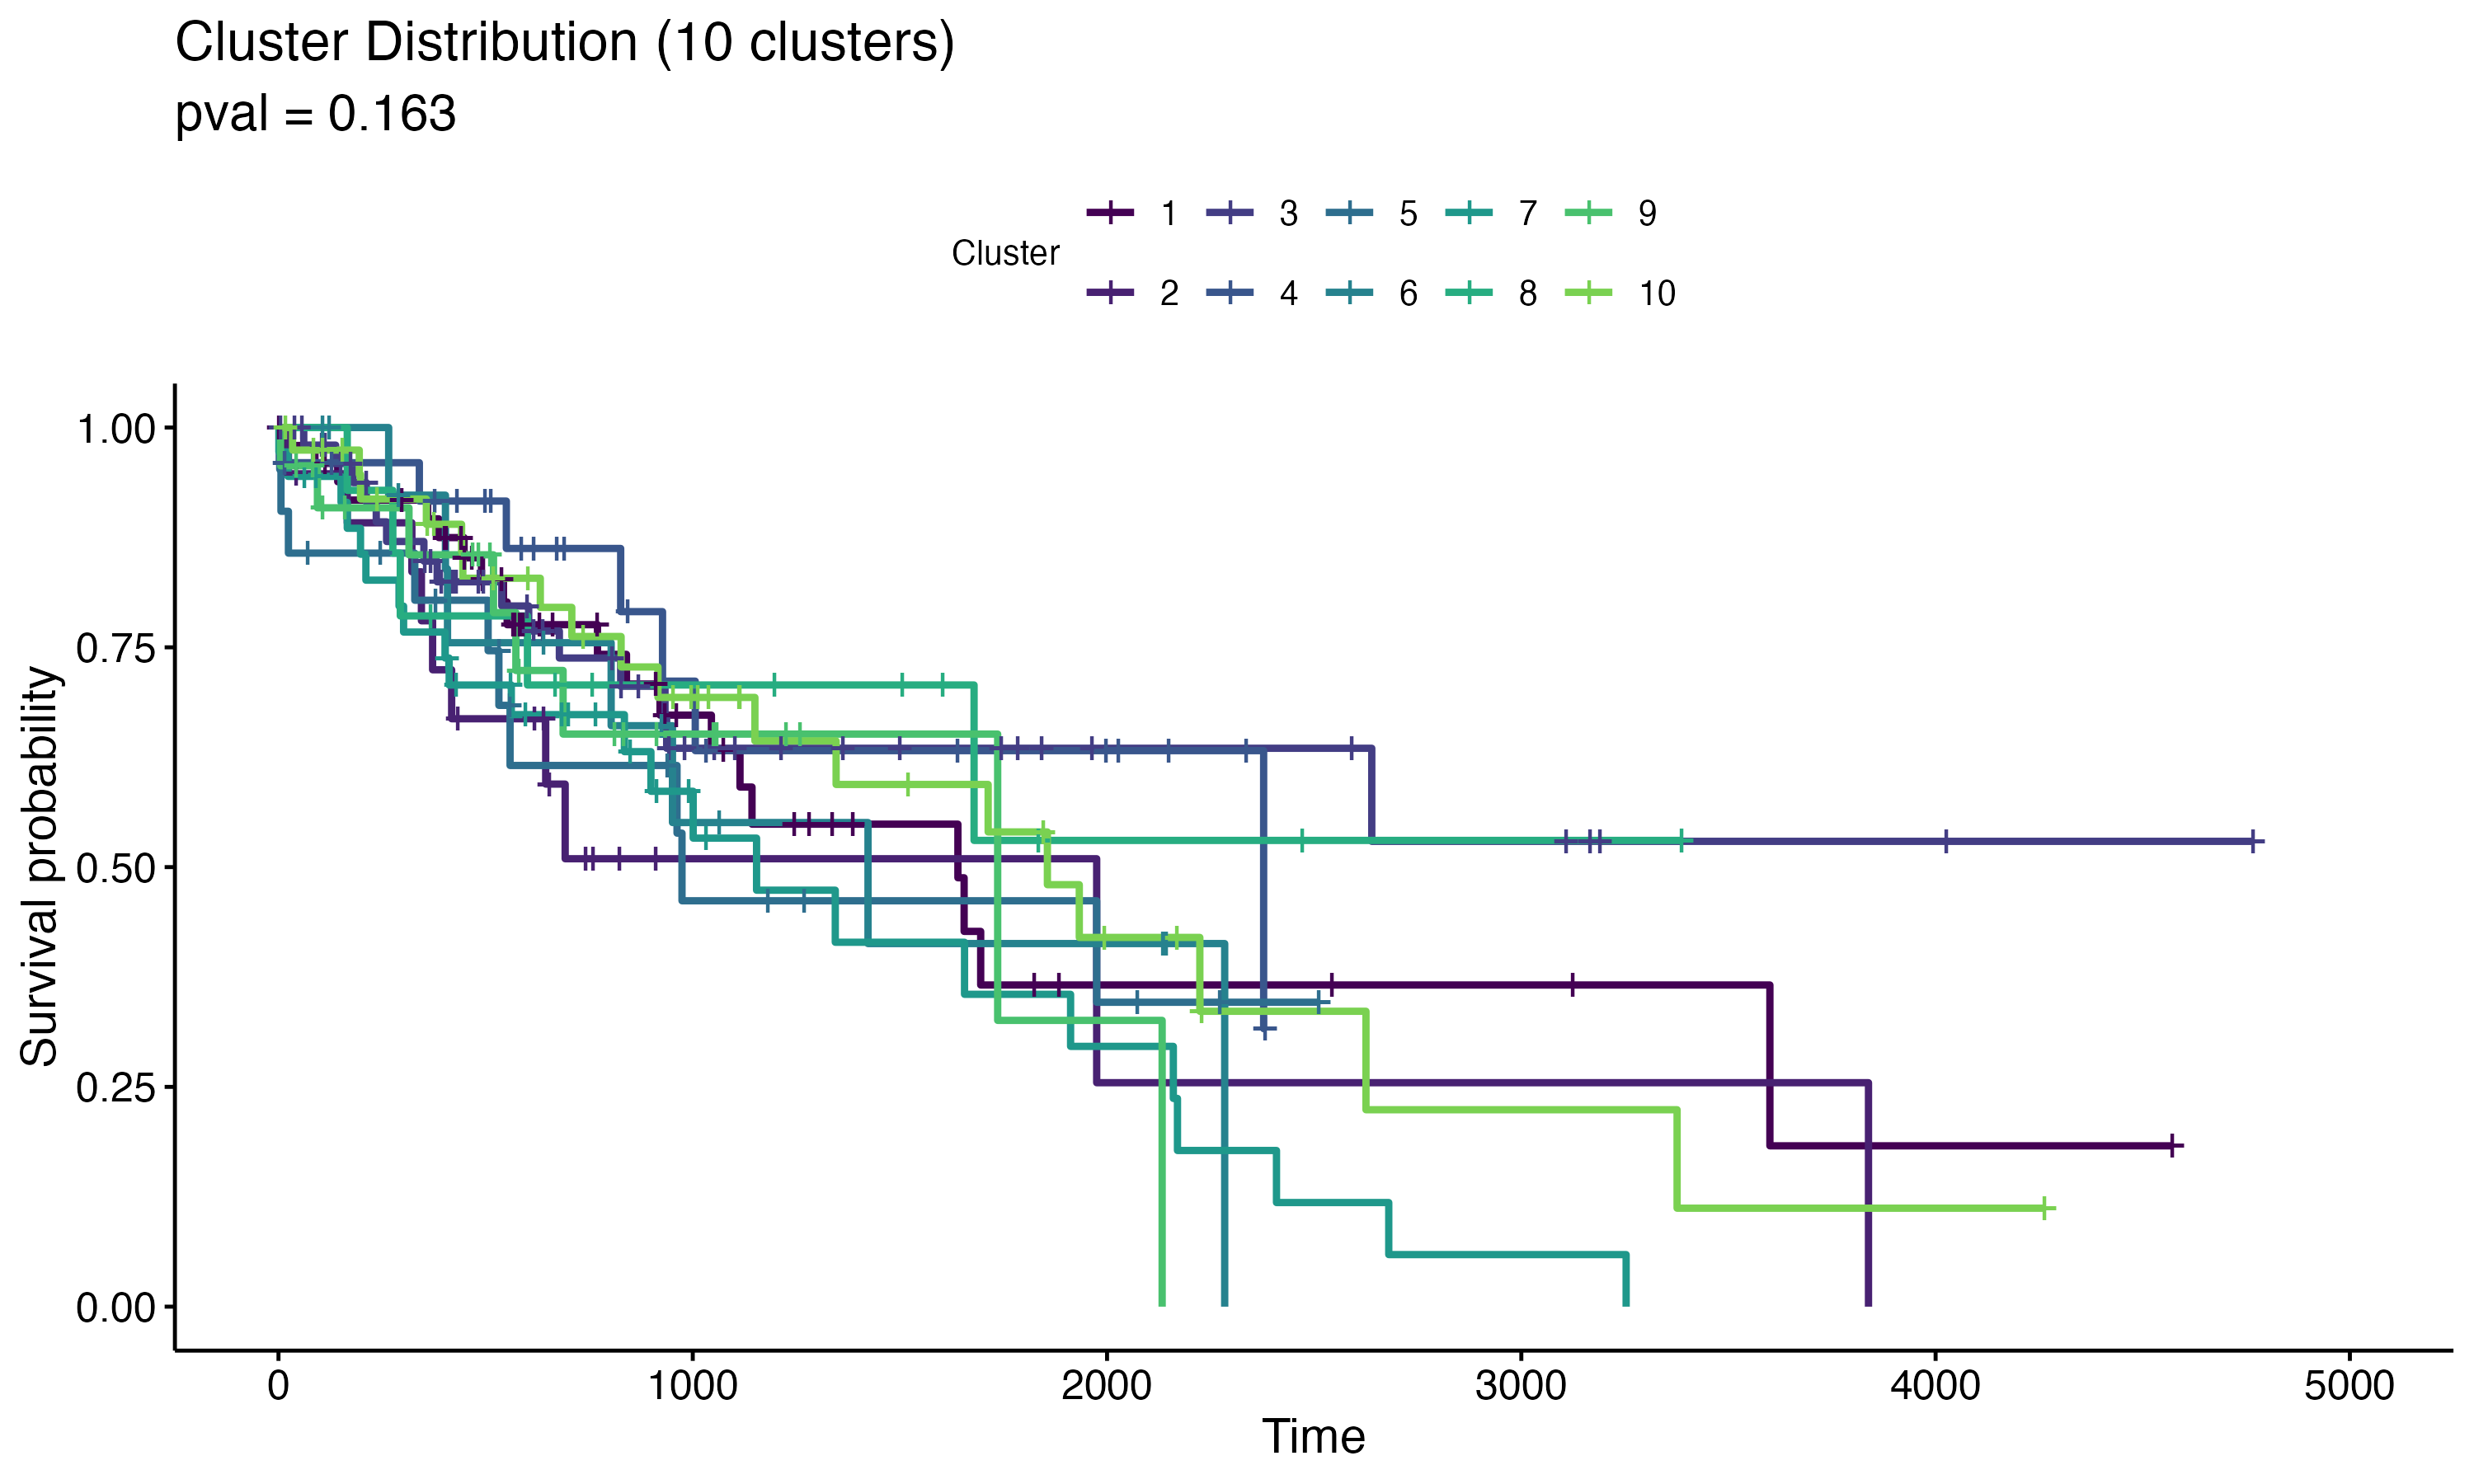 Cluster Distribution (10 clusters)
pval = 0.163
Cluster
1 3 5 7 9
2 4 6 8 10
Survival probability
1.00
0.75
0.50
0.25
0.00
0 1000 2000 3000 4000 5000
Time